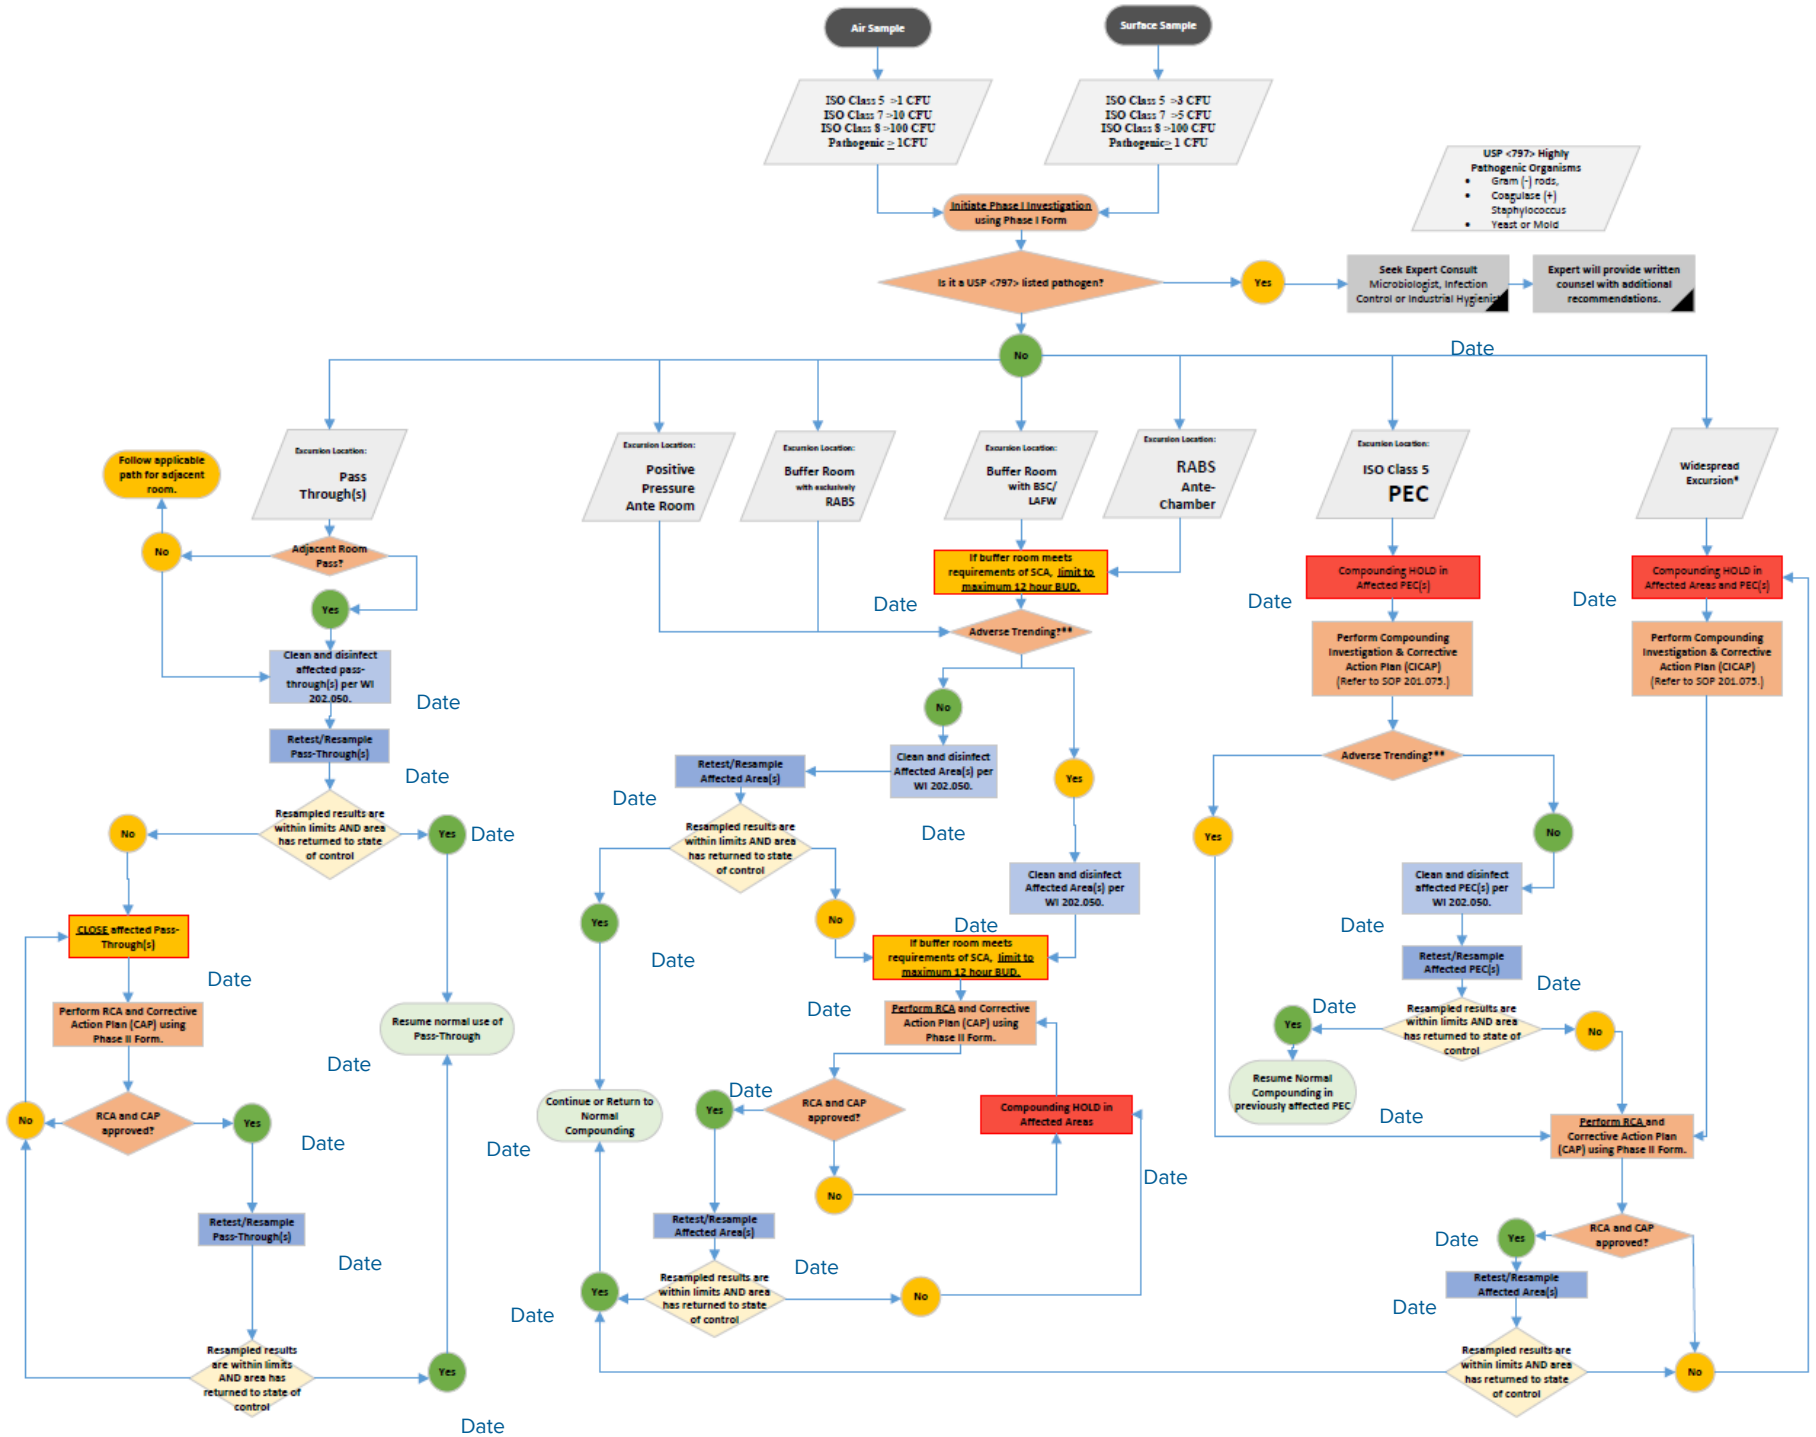 Air Sample
Surface Sample
ISO Class 5 >1 CFU
ISO Class 7 >10 CFU
ISO Class 8 >100 CFU
Pathogenic ≥ 1CFU
ISO Class 5 >3 CFU
ISO Class 7 >5 CFU
ISO Class 8 >100 CFU
Pathogenic≥ 1 CFU
USP <797> Highly
Pathogenic Organisms
• Gram (-) rods,
• Coagulase (+)
Staphylococcus
• Yeast or Mold
Initiate Phase I Investigation
using Phase I Form
Is it a USP <797> listed pathogen?
Yes
Seek Expert Consult
Microbiologist, Infection
Control or Industrial Hygienist
Expert will provide written
counsel with additional
recommendations.
No
Date
Excursion Location:
Pass
Through(s)
Excursion Location:
Positive
Pressure
Ante Room
Excursion Location:
Buffer Room
with exclusively
RABS
Excursion Location:
Buffer Room
with BSC/
LAFW
Excursion Location:
RABS
Ante-
Chamber
Excursion Location:
ISO Class 5
PEC
Widespread
Excursion*
Follow applicable
path for adjacent
room.
No
Adjacent Room
Pass?
Yes
Clean and disinfect
affected pass-
through(s) per WI
202.050.
Date
Retest/Resample
Pass-Through(s)
Date
Resampled results are
within limits AND area
has returned to state
of control
No
Yes
Date
CLOSE affected Pass-
Through(s)
Date
Perform RCA and Corrective
Action Plan (CAP) using
Phase II Form.
Resume normal use of
Pass-Through
Date
No
RCA and CAP
approved?
Yes
Date
Retest/Resample
Pass-Through(s)
Date
Resampled results
are within limits
AND area has
returned to state of
control
Yes
Date
If buffer room meets
requirements of SCA, limit to
maximum 12 hour BUD.
Date
Adverse Trending?**
No
Clean and disinfect
Affected Area(s) per
WI 202.050.
Yes
Retest/Resample
Affected Area(s)
Date
Date
Resampled results are
within limits AND area
has returned to state
of control
Clean and disinfect
Affected Area(s) per
WI 202.050.
Yes
No
Date
Date
If buffer room meets
requirements of SCA, limit to
maximum 12 hour BUD.
Date
Perform RCA and Corrective
Action Plan (CAP) using
Phase II Form.
Continue or Return to
Normal
Compounding
Date
Date
Yes
RCA and CAP
approved?
Compounding HOLD in
Affected Areas
Date
No
Retest/Resample
Affected Area(s)
Date
Resampled results are
within limits AND area
has returned to state
of control
Yes
No
Date
Compounding HOLD in
Affected PEC(s)
Date
Perform Compounding
Investigation & Corrective
Action Plan (CICAP)
(Refer to SOP 201.075.)
Adverse Trending?**
Yes
No
Clean and disinfect
affected PEC(s) per
WI 202.050.
Date
Retest/Resample
Affected PEC(s)
Date
Date
Resampled results are
within limits AND area
has returned to state of
control
Yes
No
Resume Normal
Compounding in
previously affected PEC
Date
Perform RCA and
Corrective Action Plan
(CAP) using Phase II Form.
RCA and CAP
approved?
Yes
Date
Retest/Resample
Affected Area(s)
Date
Resampled results are
within limits AND area
has returned to state
of control
No
Compounding HOLD in
Affected Areas and PEC(s)
Date
Perform Compounding
Investigation & Corrective
Action Plan (CICAP)
(Refer to SOP 201.075.)